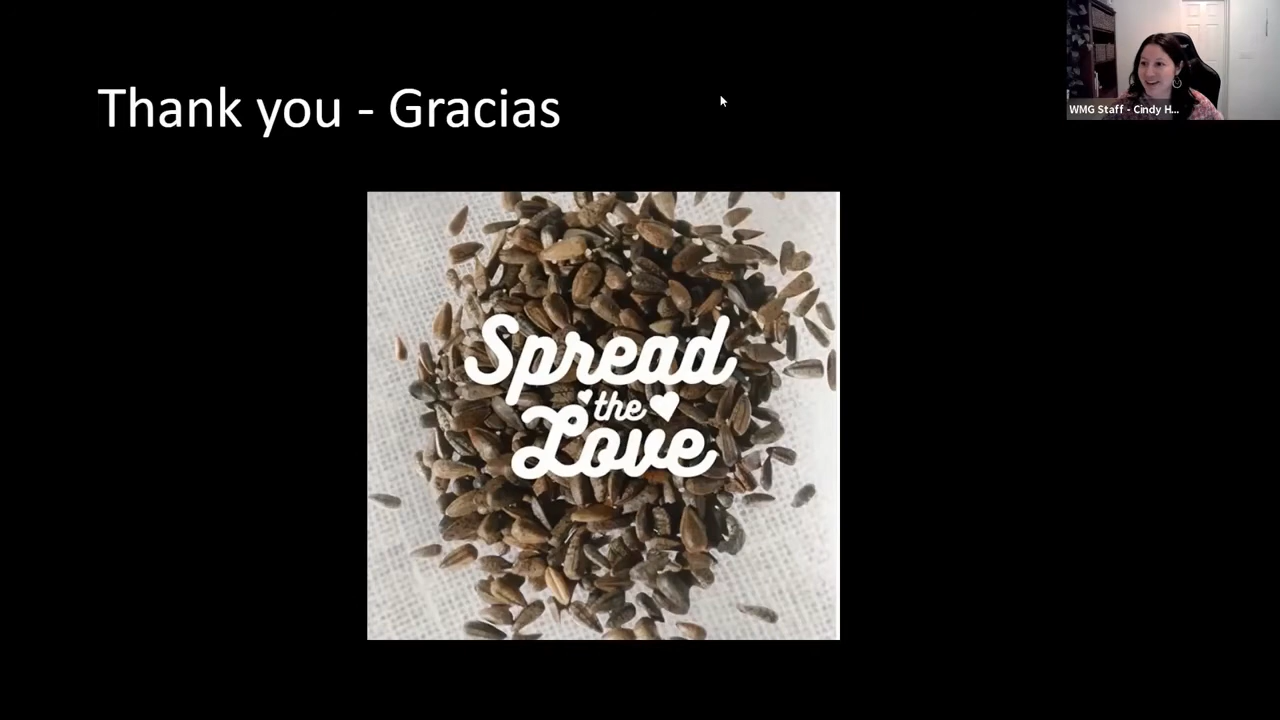 Thank you - Gracias
WMG Staff - Cindy H...
Spread
the
Love